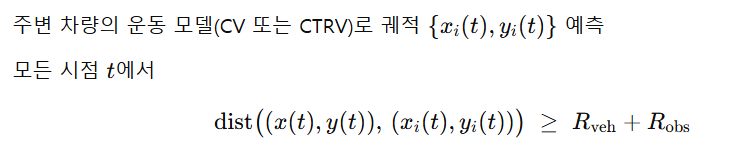 주변 차량의 운동 모델(CV 또는 CTRV)로 궤적 {xᵢ(t), yᵢ(t)} 예측
모든 시점 t에서
dist((x(t), y(t)), (xᵢ(t), yᵢ(t))) ≥ R_veh + R_obs